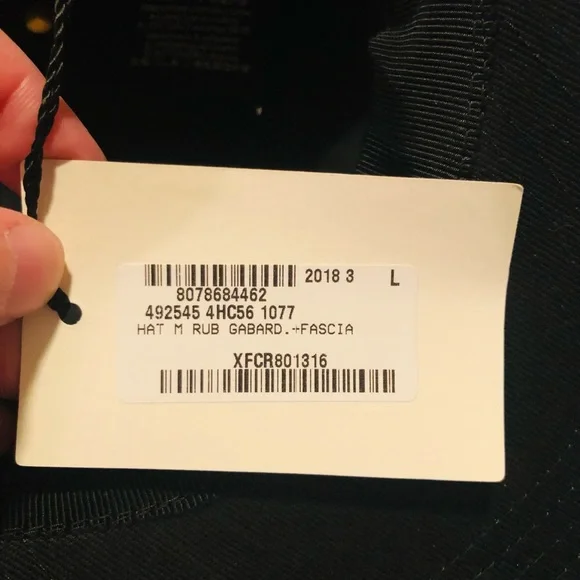 2018 3 L
8078684462
492545 4HC56 1077
HAT M RUB GABARD.+FASCIA
XFCR801316